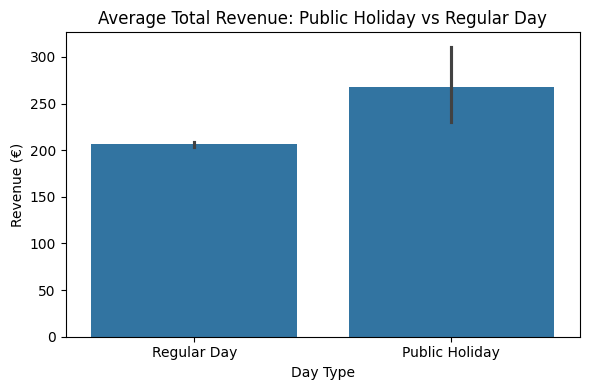 Average Total Revenue: Public Holiday vs Regular Day
Revenue (€)
300
250
200
150
100
50
0
Regular Day
Public Holiday
Day Type